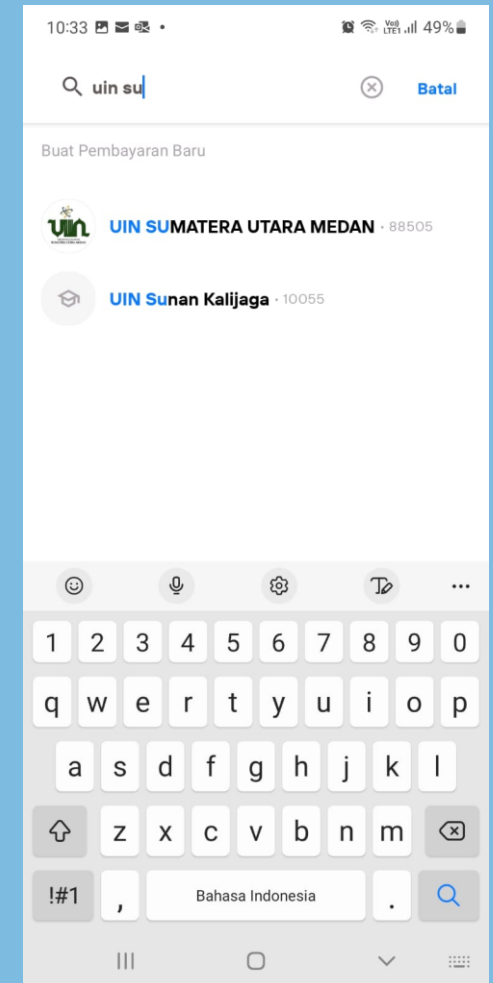 10:33
LTE1 49%
uin su
Batal
Buat Pembayaran Baru
UIN SUMATERA UTARA MEDAN · 88505
UIN Sunan Kalijaga · 10055
1 2 3 4 5 6 7 8 9 0
q w e r t y u i o p
a s d f g h j k l
z x c v b n m
!#1 , Bahasa Indonesia .